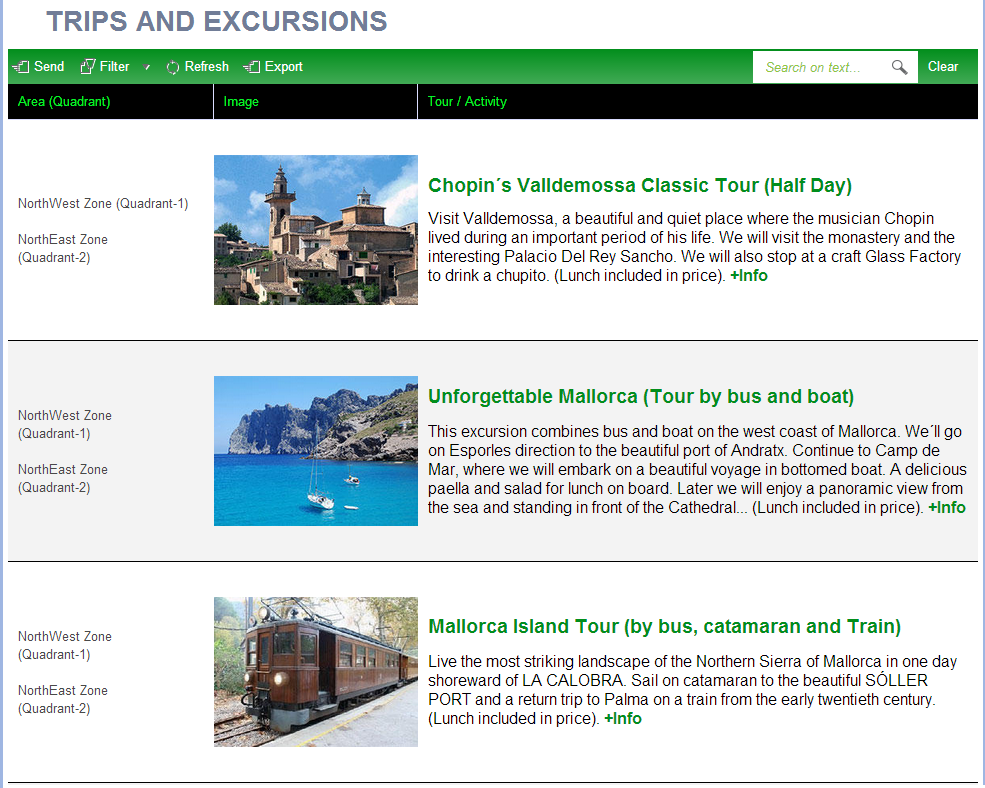 TRIPS AND EXCURSIONS
Send Filter Refresh Export Search on text... Clear
Area (Quadrant) Image Tour / Activity
NorthWest Zone (Quadrant-1)
NorthEast Zone
(Quadrant-2)
Chopin´s Valldemossa Classic Tour (Half Day)
Visit Valldemossa, a beautiful and quiet place where the musician Chopin
lived during an important period of his life. We will visit the monastery and the
interesting Palacio Del Rey Sancho. We will also stop at a craft Glass Factory
to drink a chupito. (Lunch included in price). +Info
NorthWest Zone
(Quadrant-1)
NorthEast Zone
(Quadrant-2)
Unforgettable Mallorca (Tour by bus and boat)
This excursion combines bus and boat on the west coast of Mallorca. We´ll go
on Esporles direction to the beautiful port of Andratx. Continue to Camp de
Mar, where we will embark on a beautiful voyage in bottomed boat. A delicious
paella and salad for lunch on board. Later we will enjoy a panoramic view from
the sea and standing in front of the Cathedral... (Lunch included in price). +Info
NorthWest Zone
(Quadrant-1)
NorthEast Zone
(Quadrant-2)
Mallorca Island Tour (by bus, catamaran and Train)
Live the most striking landscape of the Northern Sierra of Mallorca in one day
shoreward of LA CALOBRA. Sail on catamaran to the beautiful SÓLLER
PORT and a return trip to Palma on a train from the early twentieth century.
(Lunch included in price). +Info